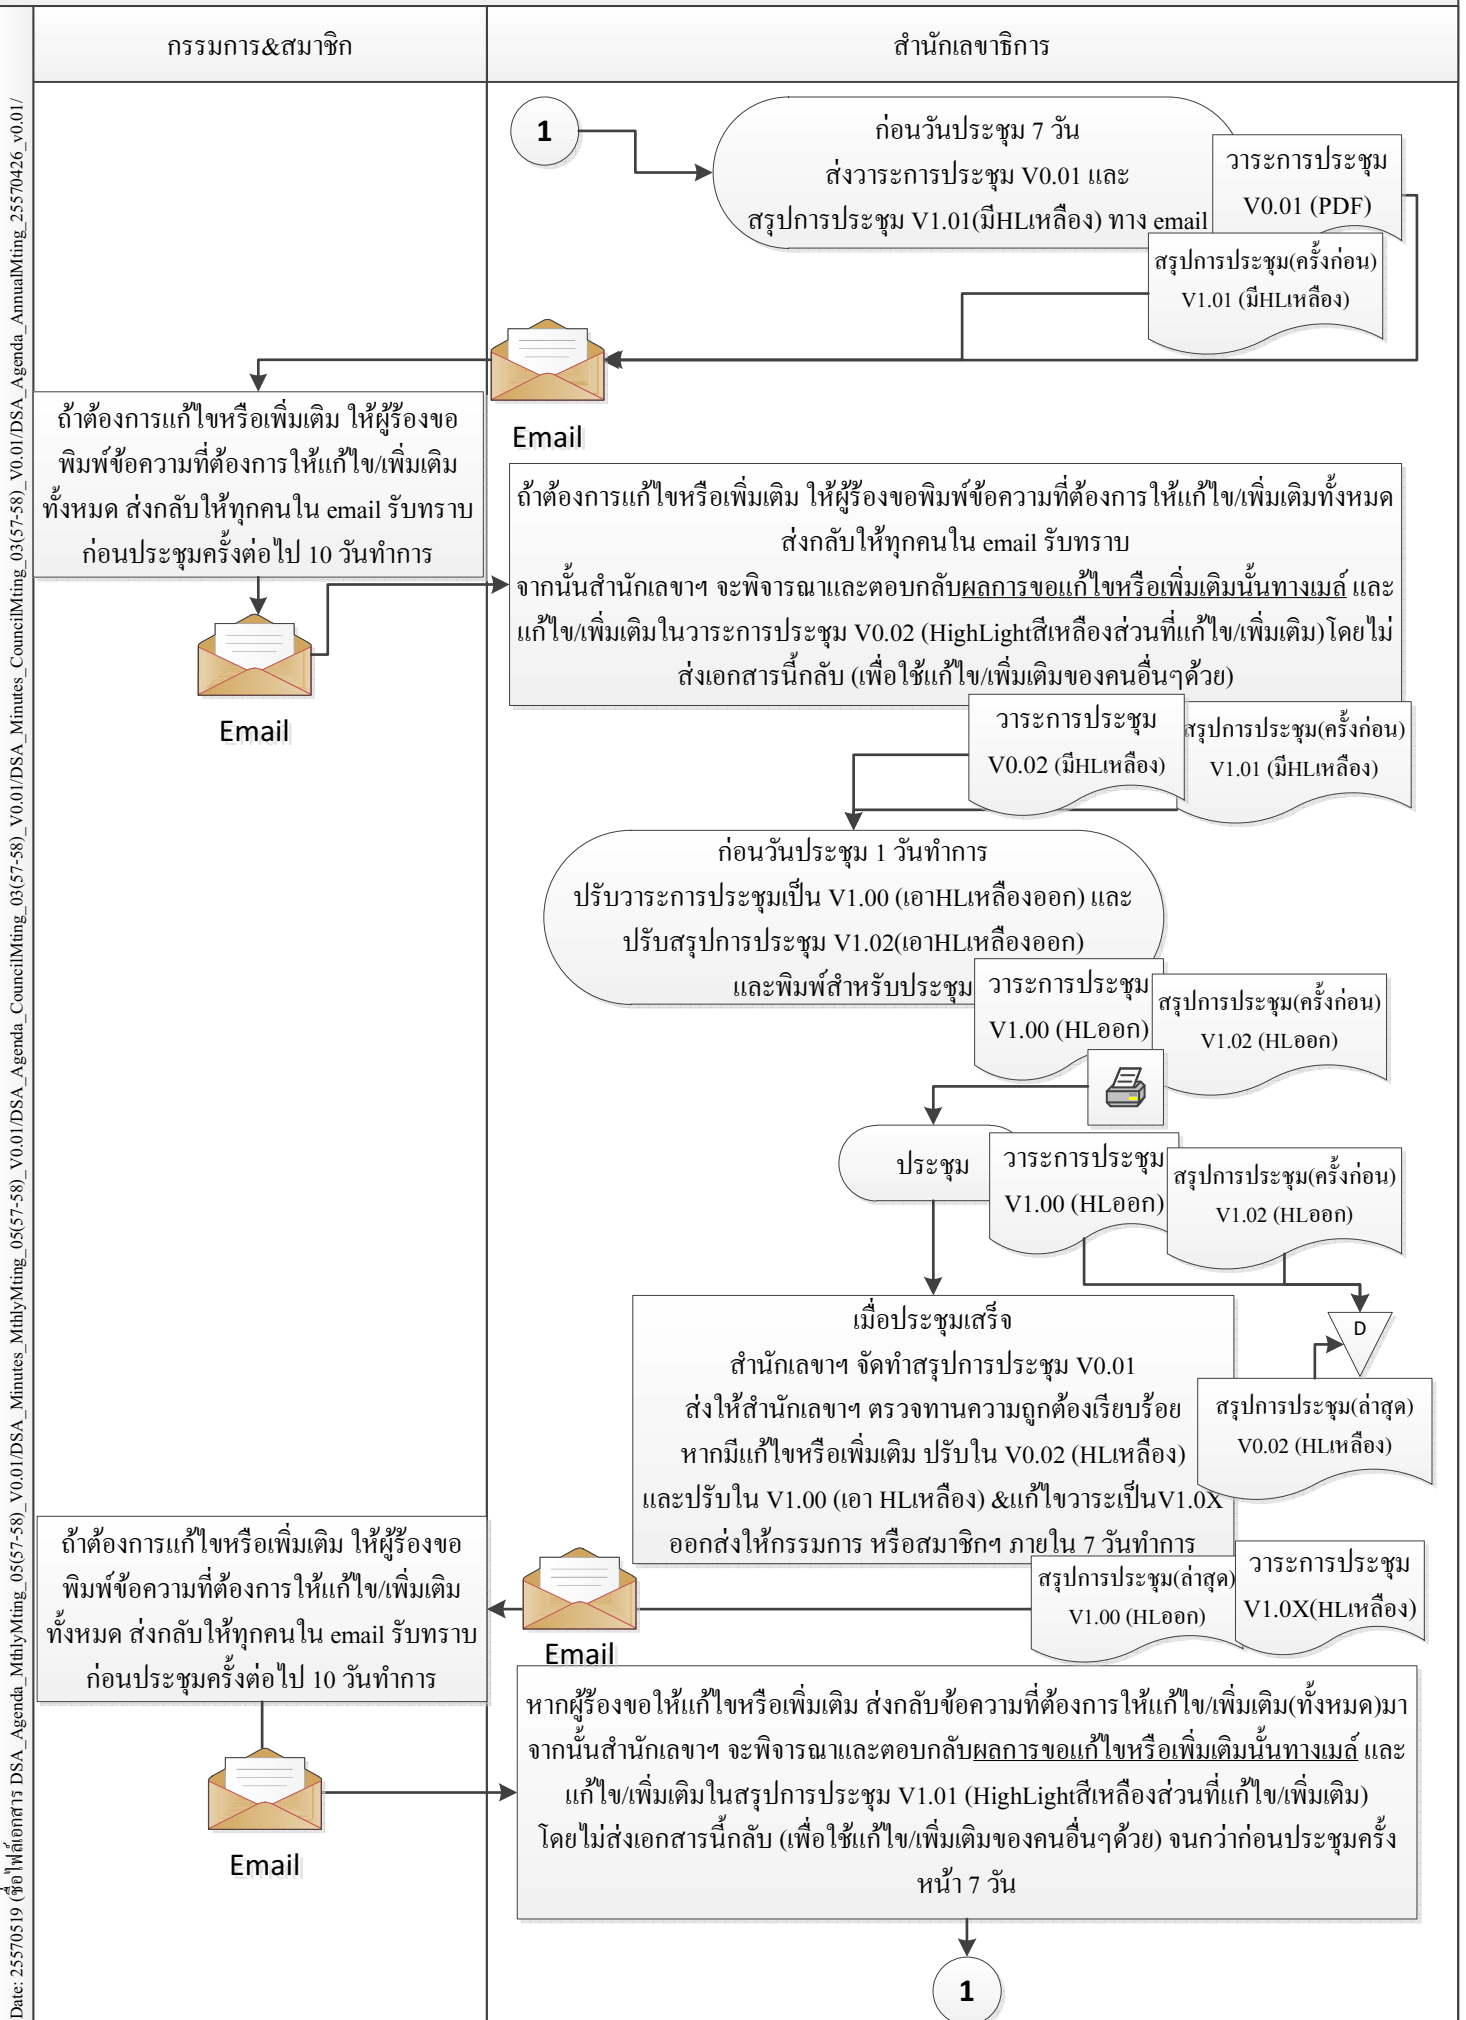 กรรมการ&สมาชิก
สำนักเลขาธิการ
1
ก่อนวันประชุม 7 วัน
ส่งวาระการประชุม V0.01 และ
สรุปการประชุม V1.01(มีHLเหลือง) ทาง email
วาระการประชุม
V0.01 (PDF)
สรุปการประชุม(ครั้งก่อน)
V1.01 (มีHLเหลือง)
Email
ถ้าต้องการแก้ไขหรือเพิ่มเติม ให้ผู้ร้องขอ
พิมพ์ข้อความที่ต้องการให้แก้ไข/เพิ่มเติม
ทั้งหมด ส่งกลับให้ทุกคนใน email รับทราบ
ก่อนประชุมครั้งต่อไป 10 วันทำการ
Email
ถ้าต้องการแก้ไขหรือเพิ่มเติม ให้ผู้ร้องขอพิมพ์ข้อความที่ต้องการให้แก้ไข/เพิ่มเติมทั้งหมด
ส่งกลับให้ทุกคนใน email รับทราบ
จากนั้นสำนักเลขาฯ จะพิจารณาและตอบกลับผลการขอแก้ไขหรือเพิ่มเติมนั้นทางเมล์ และ
แก้ไข/เพิ่มเติมในวาระการประชุม V0.02 (HighLightสีเหลืองส่วนที่แก้ไข/เพิ่มเติม)โดยไม่
ส่งเอกสารนี้กลับ (เพื่อใช้แก้ไข/เพิ่มเติมของคนอื่นๆด้วย)
วาระการประชุม
V0.02 (มีHLเหลือง)
สรุปการประชุม(ครั้งก่อน)
V1.01 (มีHLเหลือง)
ก่อนวันประชุม 1 วันทำการ
ปรับวาระการประชุมเป็น V1.00 (เอาHLเหลืองออก) และ
ปรับสรุปการประชุม V1.02(เอาHLเหลืองออก)
และพิมพ์สำหรับประชุม
วาระการประชุม
V1.00 (HLออก)
สรุปการประชุม(ครั้งก่อน)
V1.02 (HLออก)
ประชุม
วาระการประชุม
V1.00 (HLออก)
สรุปการประชุม(ครั้งก่อน)
V1.02 (HLออก)
D
สรุปการประชุม(ล่าสุด)
V0.02 (HLเหลือง)
เมื่อประชุมเสร็จ
สำนักเลขาฯ จัดทำสรุปการประชุม V0.01
ส่งให้สำนักเลขาฯ ตรวจทานความถูกต้องเรียบร้อย
หากมีแก้ไขหรือเพิ่มเติม ปรับใน V0.02 (HLเหลือง)
และปรับใน V1.00 (เอา HLเหลือง) &แก้ไขวาระเป็นV1.0X
ออกส่งให้กรรมการ หรือสมาชิกฯ ภายใน 7 วันทำการ
สรุปการประชุม(ล่าสุด)
V1.00 (HLออก)
วาระการประชุม
V1.0X(HLเหลือง)
Email
ถ้าต้องการแก้ไขหรือเพิ่มเติม ให้ผู้ร้องขอ
พิมพ์ข้อความที่ต้องการให้แก้ไข/เพิ่มเติม
ทั้งหมด ส่งกลับให้ทุกคนใน email รับทราบ
ก่อนประชุมครั้งต่อไป 10 วันทำการ
Email
หากผู้ร้องขอให้แก้ไขหรือเพิ่มเติม ส่งกลับข้อความที่ต้องการให้แก้ไข/เพิ่มเติม(ทั้งหมด)มา
จากนั้นสำนักเลขาฯ จะพิจารณาและตอบกลับผลการขอแก้ไขหรือเพิ่มเติมนั้นทางเมล์ และ
แก้ไข/เพิ่มเติมในสรุปการประชุม V1.01 (HighLightสีเหลืองส่วนที่แก้ไข/เพิ่มเติม)
โดยไม่ส่งเอกสารนี้กลับ (เพื่อใช้แก้ไข/เพิ่มเติมของคนอื่นๆด้วย) จนกว่าก่อนประชุมครั้ง
หน้า 7 วัน
1
Date: 25570519 (ชื่อไฟล์เอกสาร DSA_Agenda_MthlyMting_05(57-58)_V0.01/DSA_Minutes_MthlyMting_05(57-58)_V0.01/DSA_Agenda_CouncilMting_03(57-58)_V0.01/DSA_Minutes_CouncilMting_03(57-58)_V0.01/DSA_Agenda_AnnualMting_25570426_v0.01/